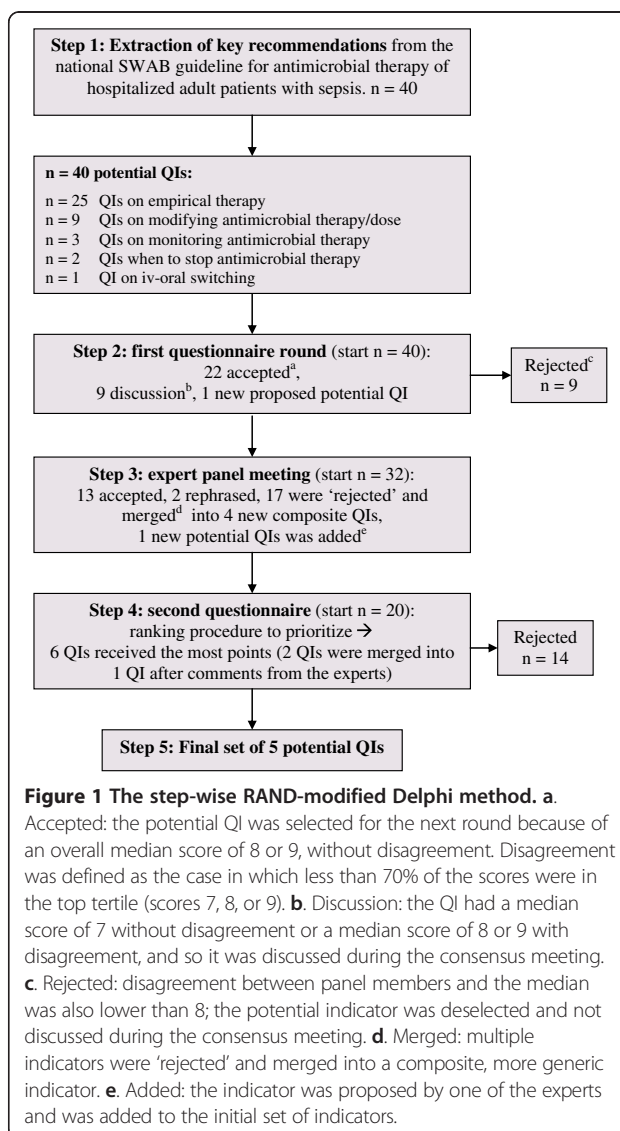 Step 1: Extraction of key recommendations from the
national SWAB guideline for antimicrobial therapy of
hospitalized adult patients with sepsis. n = 40
n = 40 potential QIs:
n = 25 QIs on empirical therapy
n = 9 QIs on modifying antimicrobial therapy/dose
n = 3 QIs on monitoring antimicrobial therapy
n = 2 QIs when to stop antimicrobial therapy
n = 1 QI on iv-oral switching
Step 2: first questionnaire round (start n = 40):
22 accepteda,
9 discussionb, 1 new proposed potential QI
Rejectedc
n = 9
Step 3: expert panel meeting (start n = 32):
13 accepted, 2 rephrased, 17 were ‘rejected’ and
mergedd into 4 new composite QIs,
1 new potential QIs was addede
Step 4: second questionnaire (start n = 20):
ranking procedure to prioritize →
6 QIs received the most points (2 QIs were merged into
1 QI after comments from the experts)
Rejected
n = 14
Step 5: Final set of 5 potential QIs
Figure 1 The step-wise RAND-modified Delphi method. a.
Accepted: the potential QI was selected for the next round because of
an overall median score of 8 or 9, without disagreement. Disagreement
was defined as the case in which less than 70% of the scores were in
the top tertile (scores 7, 8, or 9). b. Discussion: the QI had a median
score of 7 without disagreement or a median score of 8 or 9 with
disagreement, and so it was discussed during the consensus meeting.
c. Rejected: disagreement between panel members and the median
was also lower than 8; the potential indicator was deselected and not
discussed during the consensus meeting. d. Merged: multiple
indicators were ‘rejected’ and merged into a composite, more generic
indicator. e. Added: the indicator was proposed by one of the experts
and was added to the initial set of indicators.